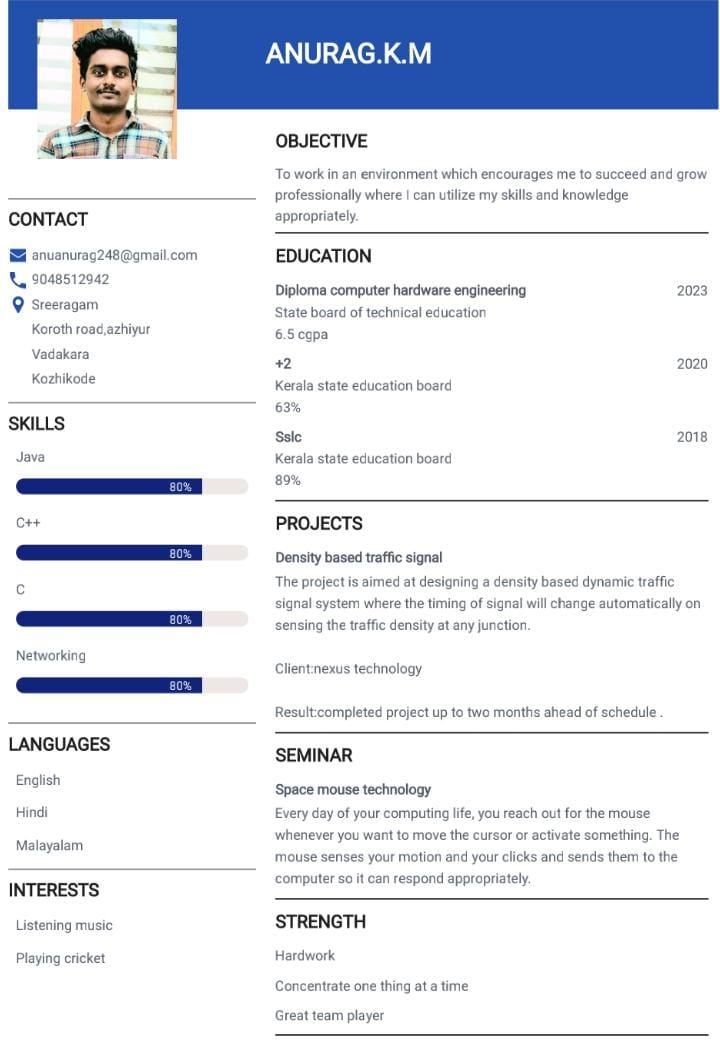 ANURAG.K.M
CONTACT
anuanurag248@gmail.com
9048512942
Sreeragam
Koroth road,azhiyur
Vadakara
Kozhikode
SKILLS
Java
80%
C++
80%
C
80%
Networking
80%
LANGUAGES
English
Hindi
Malayalam
INTERESTS
Listening music
Playing cricket
OBJECTIVE
To work in an environment which encourages me to succeed and grow
professionally where I can utilize my skills and knowledge
appropriately.
EDUCATION
Diploma computer hardware engineering 2023
State board of technical education
6.5 cgpa
+2 2020
Kerala state education board
63%
Sslc 2018
Kerala state education board
89%
PROJECTS
Density based traffic signal
The project is aimed at designing a density based dynamic traffic
signal system where the timing of signal will change automatically on
sensing the traffic density at any junction.
Client:nexus technology
Result:completed project up to two months ahead of schedule .
SEMINAR
Space mouse technology
Every day of your computing life, you reach out for the mouse
whenever you want to move the cursor or activate something. The
mouse senses your motion and your clicks and sends them to the
computer so it can respond appropriately.
STRENGTH
Hardwork
Concentrate one thing at a time
Great team player